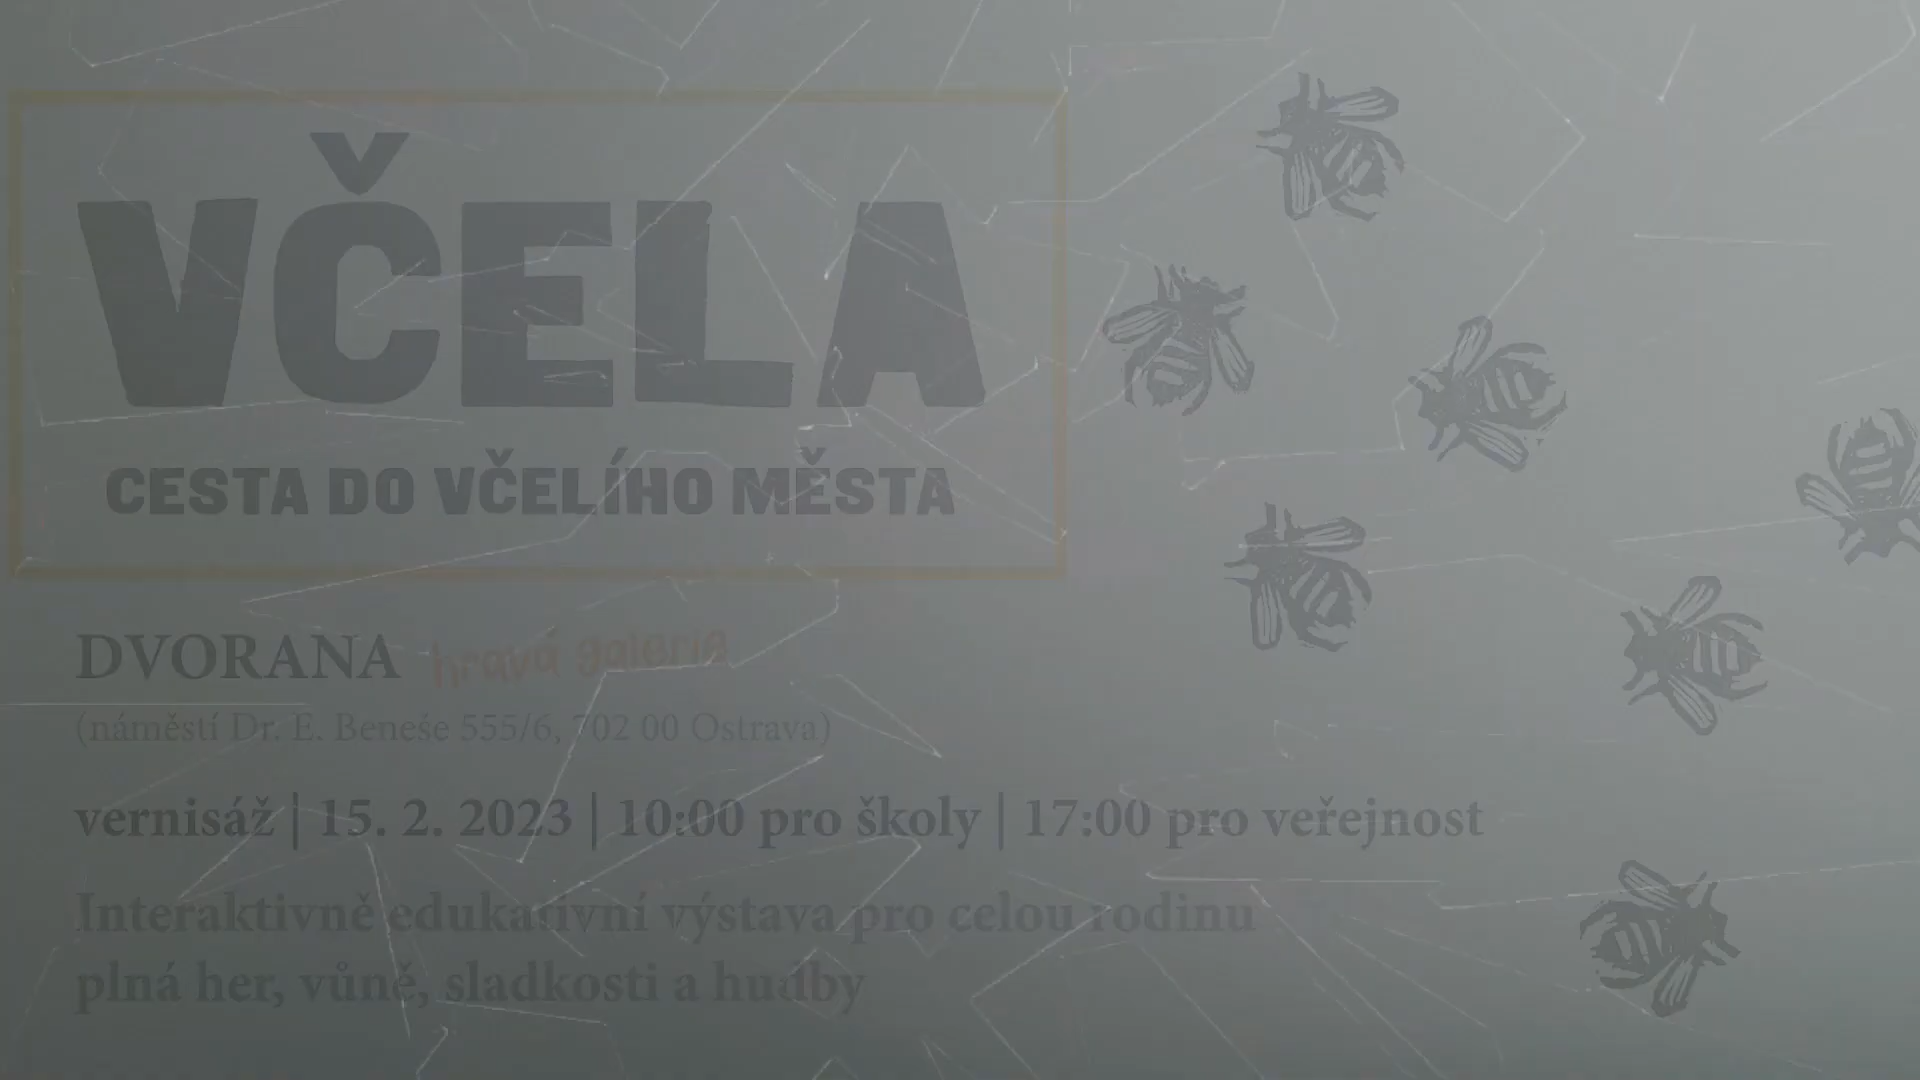 VČELA
CESTA DO VČELÍHO MĚSTA
DVORANA hravá galerie
(náměstí Dr. E. Beneše 555/6, 702 00 Ostrava)
vernisáž | 15. 2. 2023 | 10:00 pro školy | 17:00 pro veřejnost
Interaktivně edukativní výstava pro celou rodinu
plná her, vůně, sladkosti a hudby